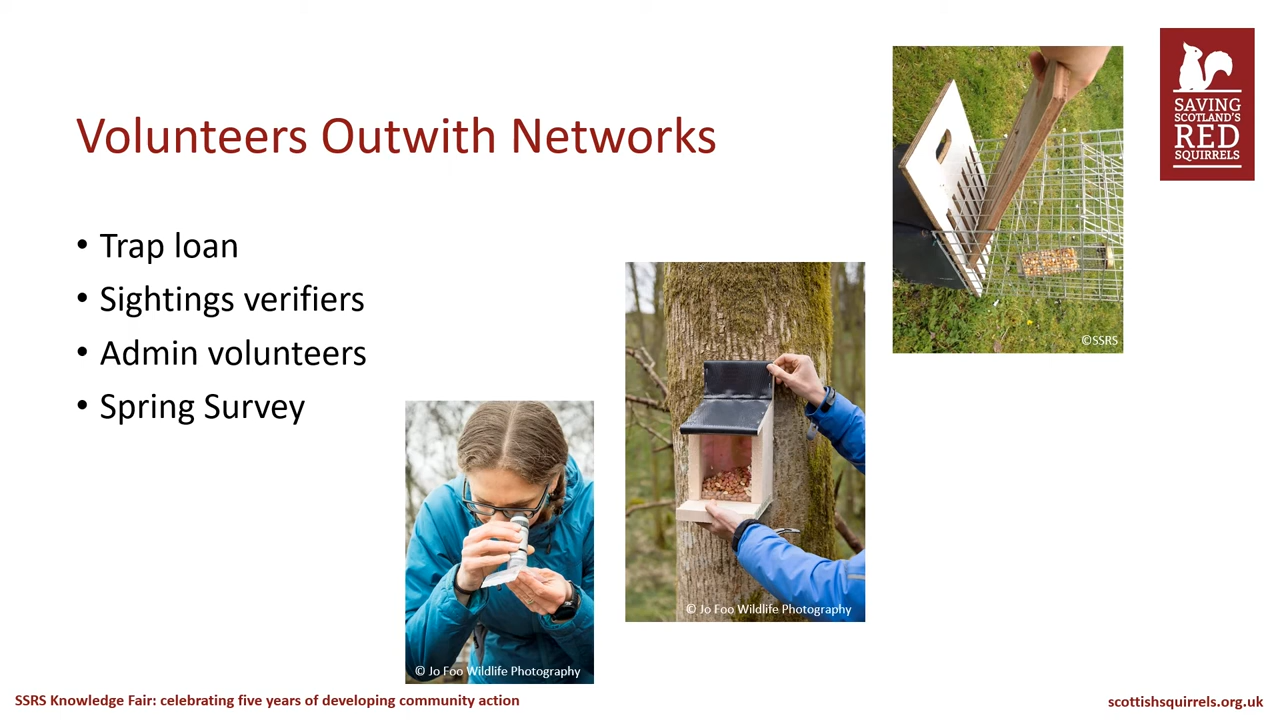 Volunteers Outwith Networks
• Trap loan
• Sightings verifiers
• Admin volunteers
• Spring Survey
SAVING
SCOTLAND'S
RED
SQUIRRELS
©SSRS
© Jo Foo Wildlife Photography
© Jo Foo Wildlife Photography
SSRS Knowledge Fair: celebrating five years of developing community action
scottishsquirrels.org.uk